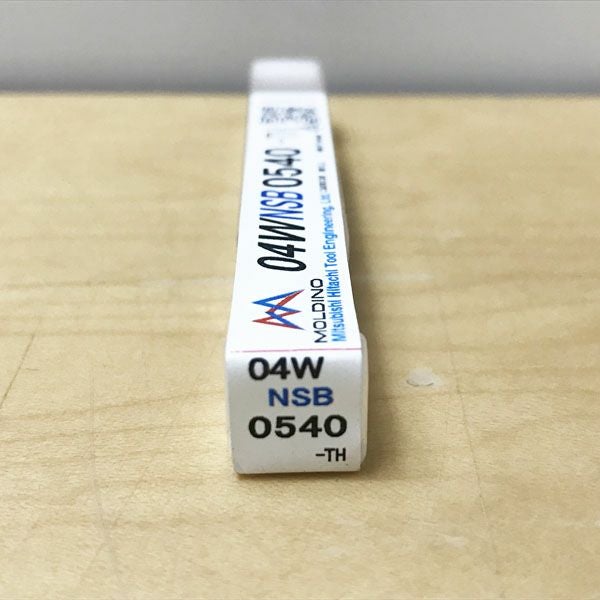 04WNSB0540
MOLDINO
Mitsubishi Hitachi Tool Engineering, Ltd.
04W
NSB
0540
-TH